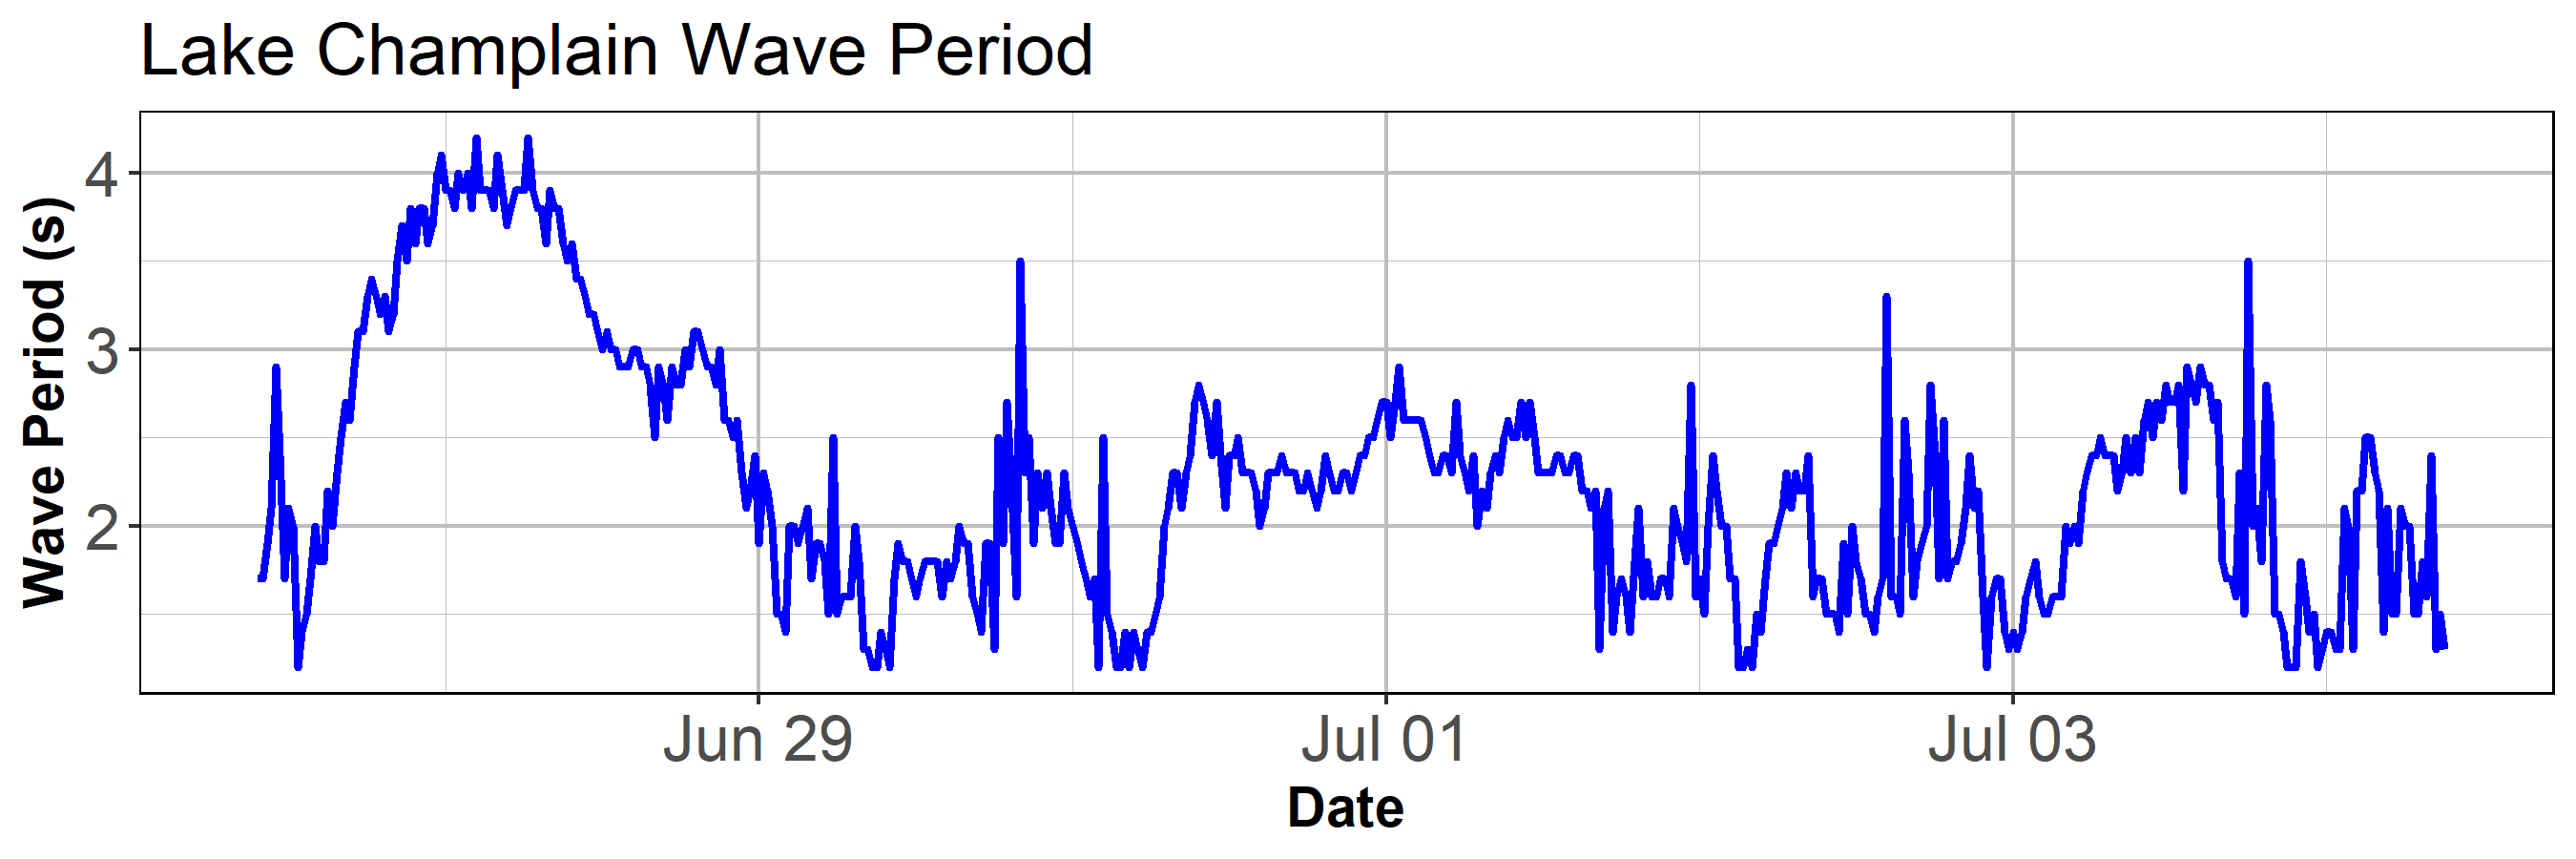 Lake Champlain Wave Period
Wave Period (s)
4
3
2
Jun 29
Jul 01
Jul 03
Date